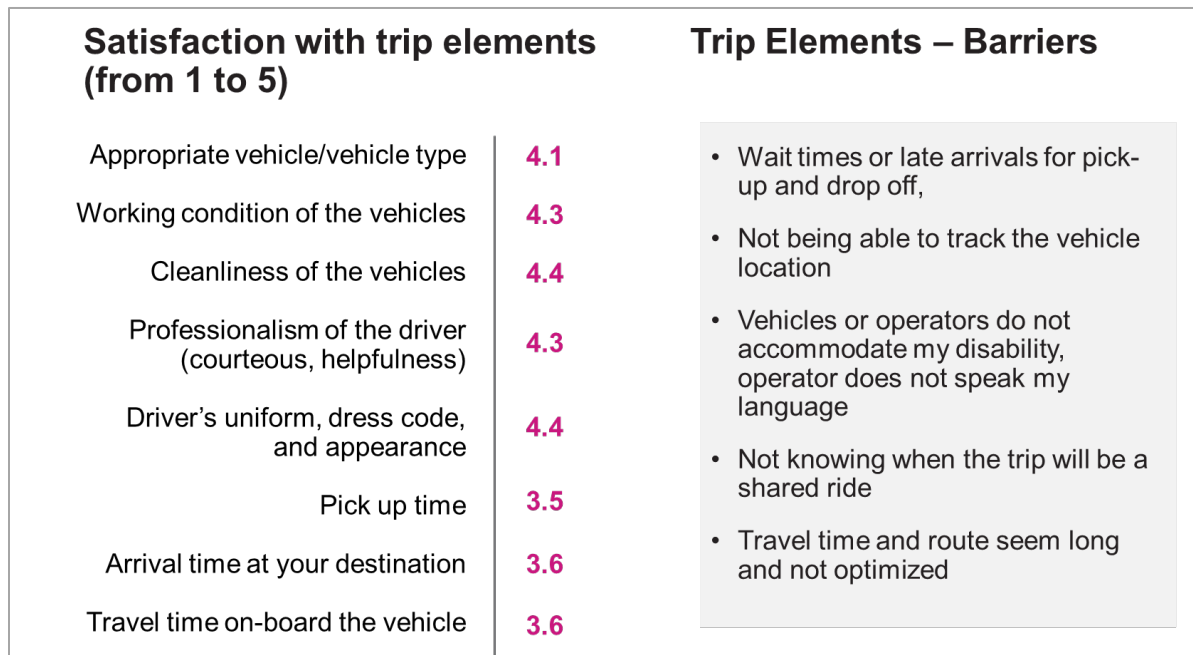 Satisfaction with trip elements
(from 1 to 5)
Appropriate vehicle/vehicle type 4.1
Working condition of the vehicles 4.3
Cleanliness of the vehicles 4.4
Professionalism of the driver
(courteous, helpfulness) 4.3
Driver's uniform, dress code,
and appearance 4.4
Pick up time 3.5
Arrival time at your destination 3.6
Travel time on-board the vehicle 3.6
Trip Elements – Barriers
• Wait times or late arrivals for pick-
up and drop off,
• Not being able to track the vehicle
location
• Vehicles or operators do not
accommodate my disability,
operator does not speak my
language
• Not knowing when the trip will be a
shared ride
• Travel time and route seem long
and not optimized